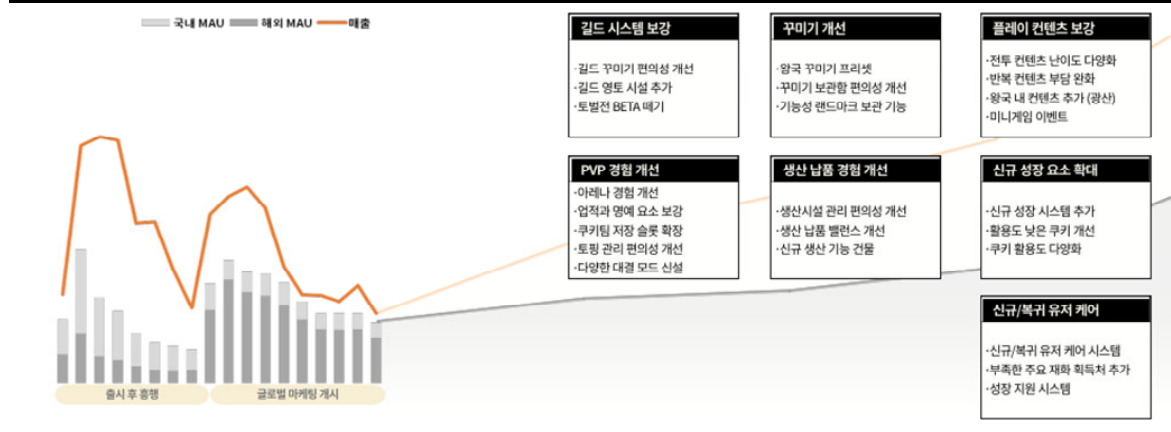 국내 MAU 해외 MAU 매출
출시 후 흥행
글로벌 마케팅 개시
길드 시스템 보강
·길드 꾸미기 편의성 개선
·길드 영토 시설 추가
·토벌전 BETA 떼기
꾸미기 개선
·왕국 꾸미기 프리셋
·꾸미기 보관함 편의성 개선
·기능성 랜드마크 보관 기능
플레이 컨텐츠 보강
·전투 컨텐츠 난이도 다양화
·반복 컨텐츠 부담 완화
·왕국 내 컨텐츠 추가 (광산)
·미니게임 이벤트
PVP 경험 개선
·아레나 경험 개선
·업적과 명예 요소 보강
·쿠키팀 저장 슬롯 확장
·토핑 관리 편의성 개선
·다양한 대결 모드 신설
생산 납품 경험 개선
·생산시설 관리 편의성 개선
·생산 납품 밸런스 개선
·신규 생산 기능 건물
신규 성장 요소 확대
·신규 성장 시스템 추가
·활용도 낮은 쿠키 개선
·쿠키 활용도 다양화
신규/복귀 유저 케어
·신규/복귀 유저 케어 시스템
·부족한 주요 재화 획득처 추가
·성장 지원 시스템